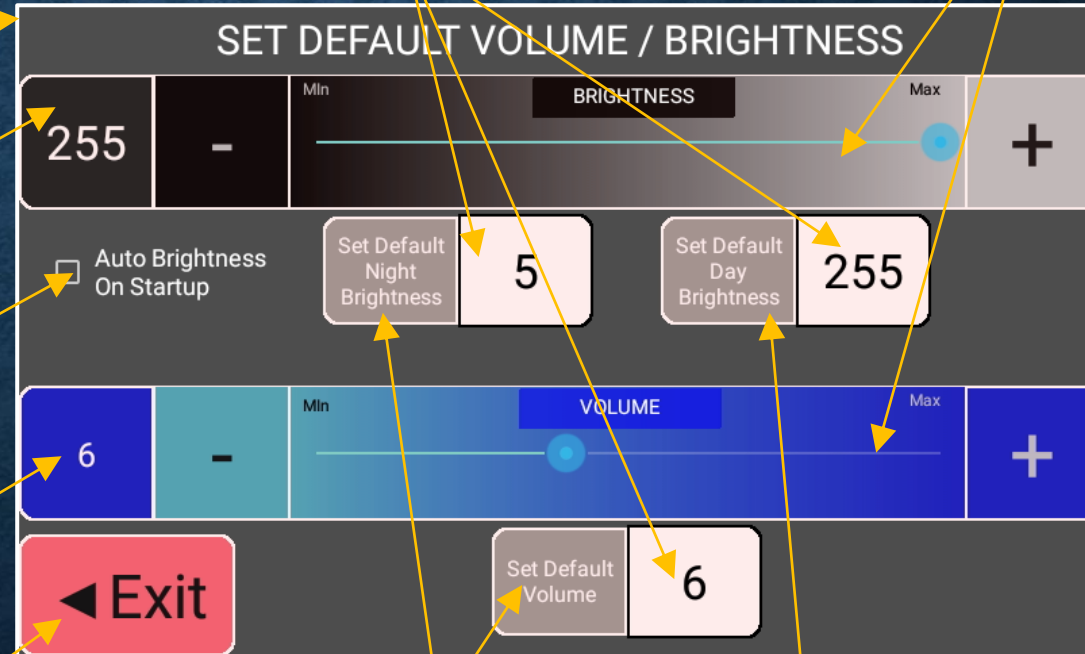 SET DEFAULT VOLUME / BRIGHTNESS
255
-
MIn
BRIGHTNESS
Max
+
Auto Brightness
On Startup
Set Default
Night
Brightness
5
Set Default
Day
Brightness
255
6
-
MIn
VOLUME
Max
+
◄Exit
Set Default
Volume
6